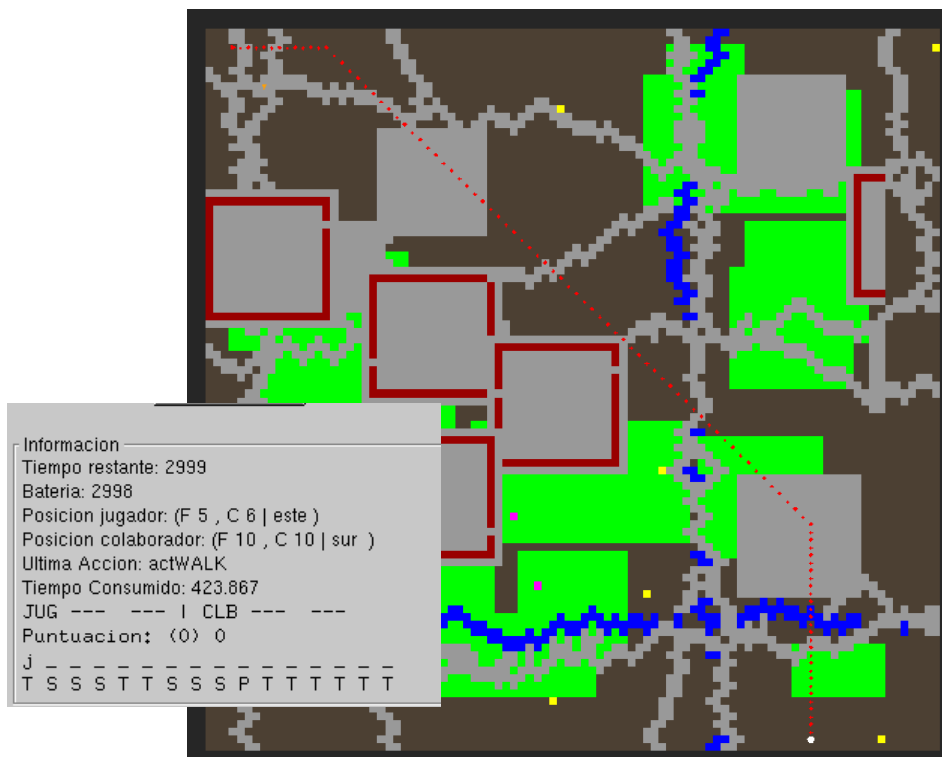 Informacion
Tiempo restante: 2999
Bateria: 2998
Posicion jugador: (F 5 , C 6 | este )
Posicion colaborador: (F 10 , C 10 | sur )
Ultima Accion: actWALK
Tiempo Consumido: 423.867
JUG --- --- | CLB --- ---
Puntuacion: (0) 0
j _ _ _ _ _ _ _ _ _ _ _ _ _ _ _
T S S S T T S S S P T T T T T T